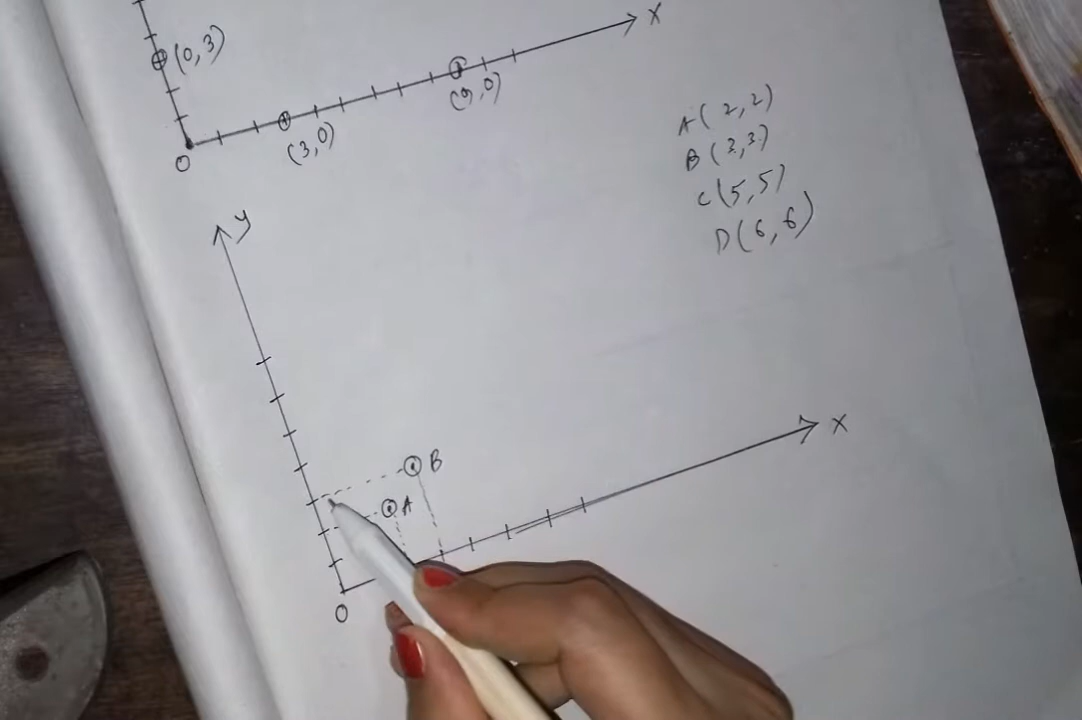 X
(0,3)
(9,0)
(3,0)
O
A(2,2)
B(3,3)
C(5,5)
D(6,6)
y
X
B
A
O